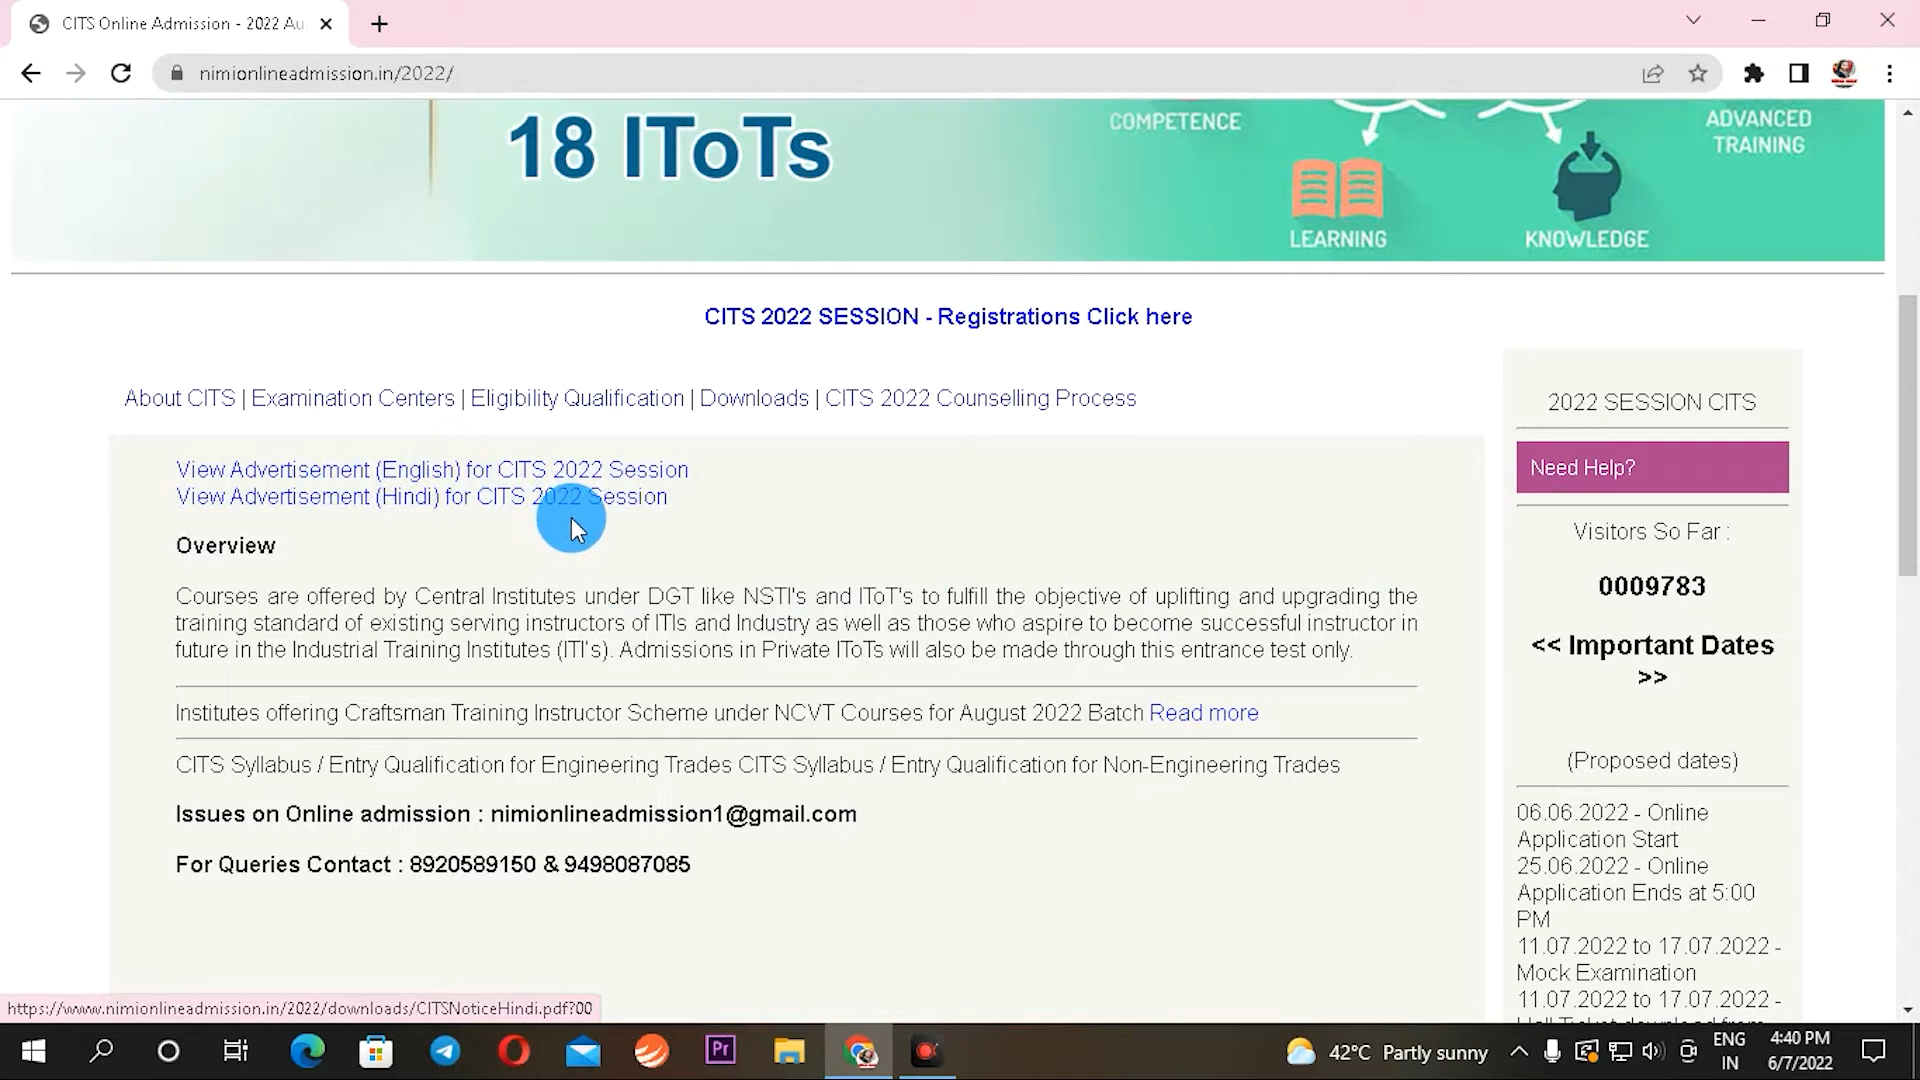 CITS Online Admission - 2022 Au
nimionlineadmission.in/2022/
18 IToTs
COMPETENCE
ADVANCED
TRAINING
LEARNING
KNOWLEDGE
CITS 2022 SESSION - Registrations Click here
About CITS | Examination Centers | Eligibility Qualification | Downloads | CITS 2022 Counselling Process
View Advertisement (English) for CITS 2022 Session
View Advertisement (Hindi) for CITS 2022 Session
Overview
Courses are offered by Central Institutes under DGT like NSTI's and IToT's to fulfill the objective of uplifting and upgrading the
training standard of existing serving instructors of ITIs and Industry as well as those who aspire to become successful instructor in
future in the Industrial Training Institutes (ITI's). Admissions in Private IToTs will also be made through this entrance test only.
Institutes offering Craftsman Training Instructor Scheme under NCVT Courses for August 2022 Batch Read more
CITS Syllabus / Entry Qualification for Engineering Trades CITS Syllabus / Entry Qualification for Non-Engineering Trades
Issues on Online admission : nimionlineadmission1@gmail.com
For Queries Contact : 8920589150 & 9498087085
2022 SESSION CITS
Need Help?
Visitors So Far :
0009783
<< Important Dates
>>
(Proposed dates)
06.06.2022 - Online
Application Start
25.06.2022 - Online
Application Ends at 5:00
PM
11.07.2022 to 17.07.2022 -
Mock Examination
11.07.2022 to 17.07.2022 -
Hall Ticket download from
https://www.nimionlineadmission.in/2022/downloads/CITSNoticeHindi.pdf?00
Pr
42°C Partly sunny
ENG
IN
4:40 PM
6/7/2022